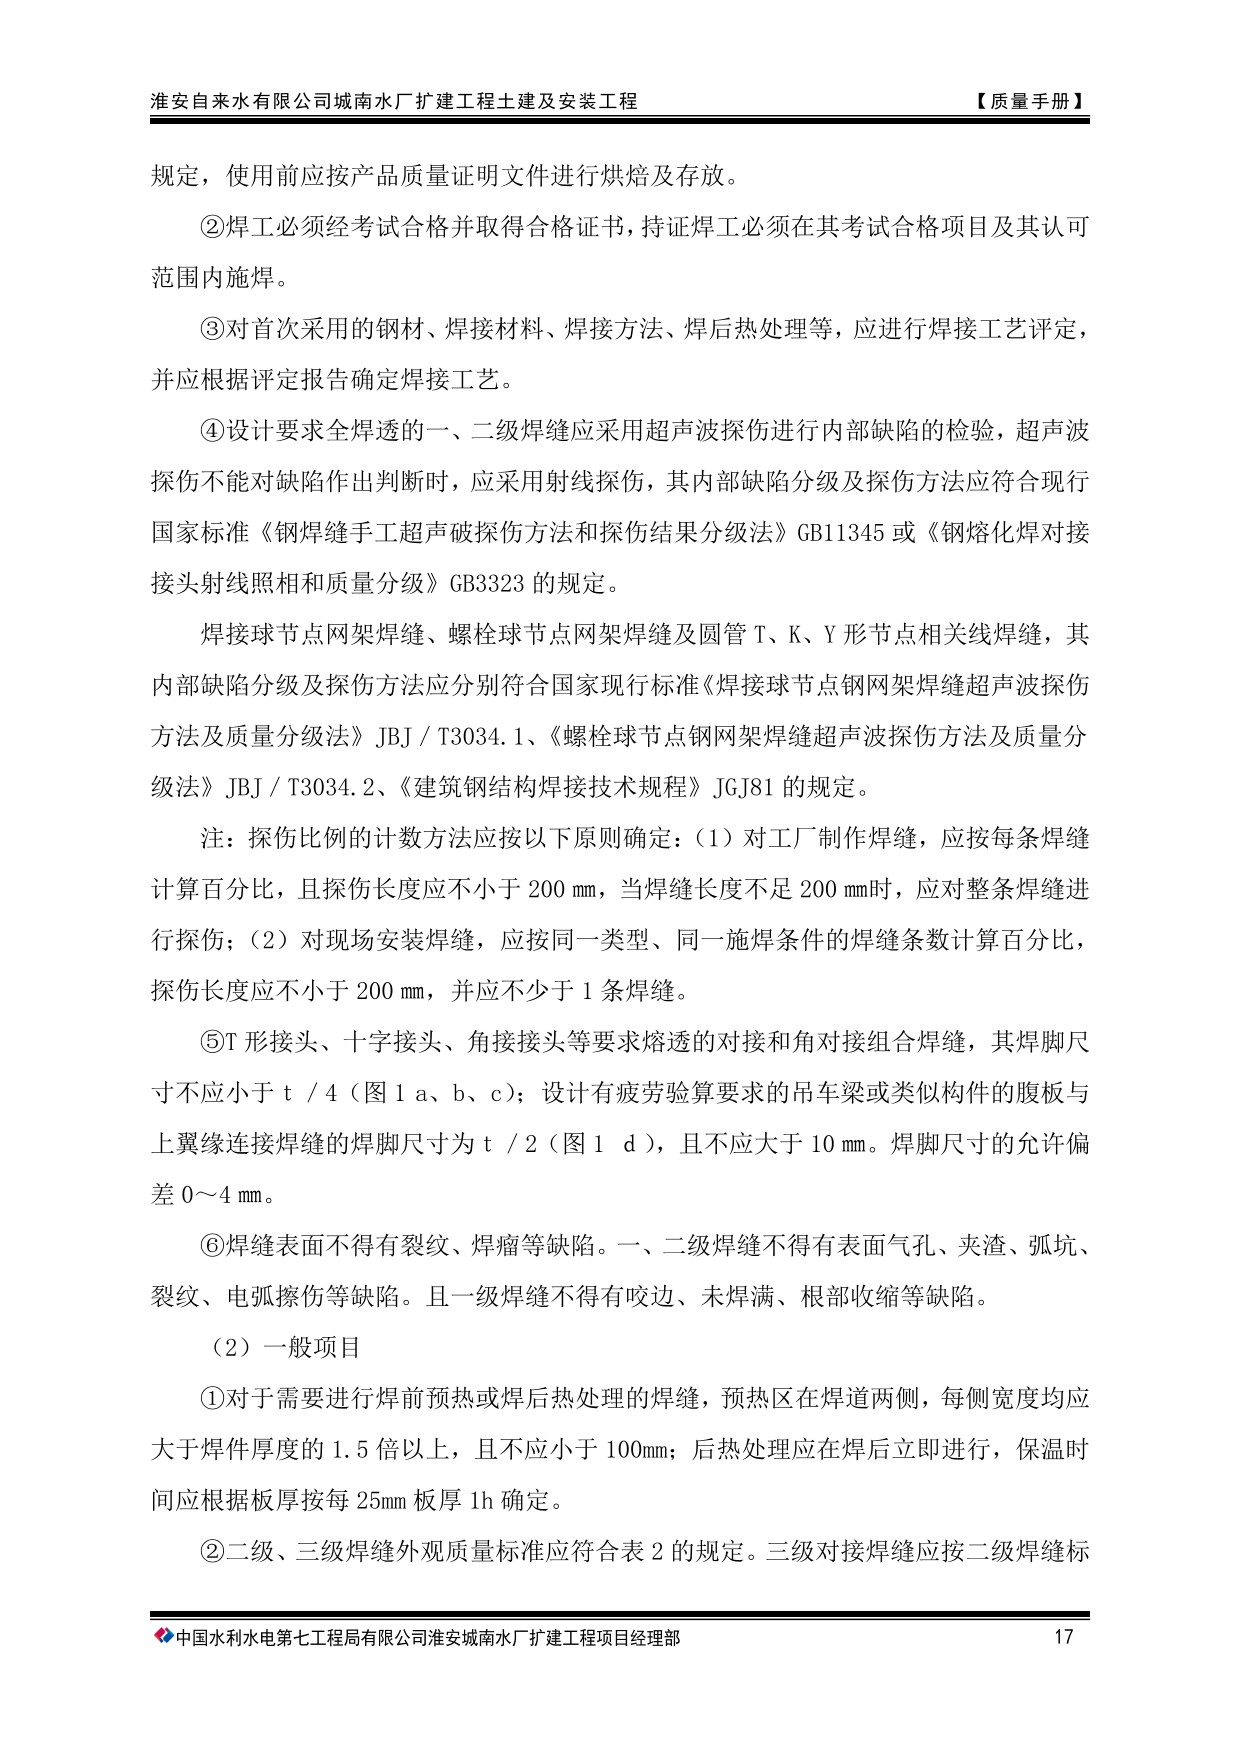 淮安自来水有限公司城南水厂扩建工程土建及安装工程 【质量手册】
规定，使用前应按产品质量证明文件进行烘焙及存放。
②焊工必须经考试合格并取得合格证书，持证焊工必须在其考试合格项目及其认可
范围内施焊。
③对首次采用的钢材、焊接材料、焊接方法、焊后热处理等，应进行焊接工艺评定，
并应根据评定报告确定焊接工艺。
④设计要求全焊透的一、二级焊缝应采用超声波探伤进行内部缺陷的检验，超声波
探伤不能对缺陷作出判断时，应采用射线探伤，其内部缺陷分级及探伤方法应符合现行
国家标准《钢焊缝手工超声破探伤方法和探伤结果分级法》GB11345 或《钢熔化焊对接
接头射线照相和质量分级》GB3323 的规定。
焊接球节点网架焊缝、螺栓球节点网架焊缝及圆管 T、K、Y 形节点相关线焊缝，其
内部缺陷分级及探伤方法应分别符合国家现行标准《焊接球节点钢网架焊缝超声波探伤
方法及质量分级法》JBJ／T3034.1、《螺栓球节点钢网架焊缝超声波探伤方法及质量分
级法》JBJ／T3034.2、《建筑钢结构焊接技术规程》JGJ81 的规定。
注：探伤比例的计数方法应按以下原则确定：（1）对工厂制作焊缝，应按每条焊缝
计算百分比，且探伤长度应不小于 200 ㎜，当焊缝长度不足 200 ㎜时，应对整条焊缝进
行探伤；（2）对现场安装焊缝，应按同一类型、同一施焊条件的焊缝条数计算百分比，
探伤长度应不小于 200 ㎜，并应不少于 1 条焊缝。
⑤T 形接头、十字接头、角接接头等要求熔透的对接和角对接组合焊缝，其焊脚尺
寸不应小于 t ／4（图 1 a、b、c）；设计有疲劳验算要求的吊车梁或类似构件的腹板与
上翼缘连接焊缝的焊脚尺寸为 t ／2（图 1 d ），且不应大于 10 ㎜。焊脚尺寸的允许偏
差 0～4 ㎜。
⑥焊缝表面不得有裂纹、焊瘤等缺陷。一、二级焊缝不得有表面气孔、夹渣、弧坑、
裂纹、电弧擦伤等缺陷。且一级焊缝不得有咬边、未焊满、根部收缩等缺陷。
（2）一般项目
①对于需要进行焊前预热或焊后热处理的焊缝，预热区在焊道两侧，每侧宽度均应
大于焊件厚度的 1.5 倍以上，且不应小于 100mm；后热处理应在焊后立即进行，保温时
间应根据板厚按每 25mm 板厚 1h 确定。
②二级、三级焊缝外观质量标准应符合表 2 的规定。三级对接焊缝应按二级焊缝标
中国水利水电第七工程局有限公司淮安城南水厂扩建工程项目经理部 17